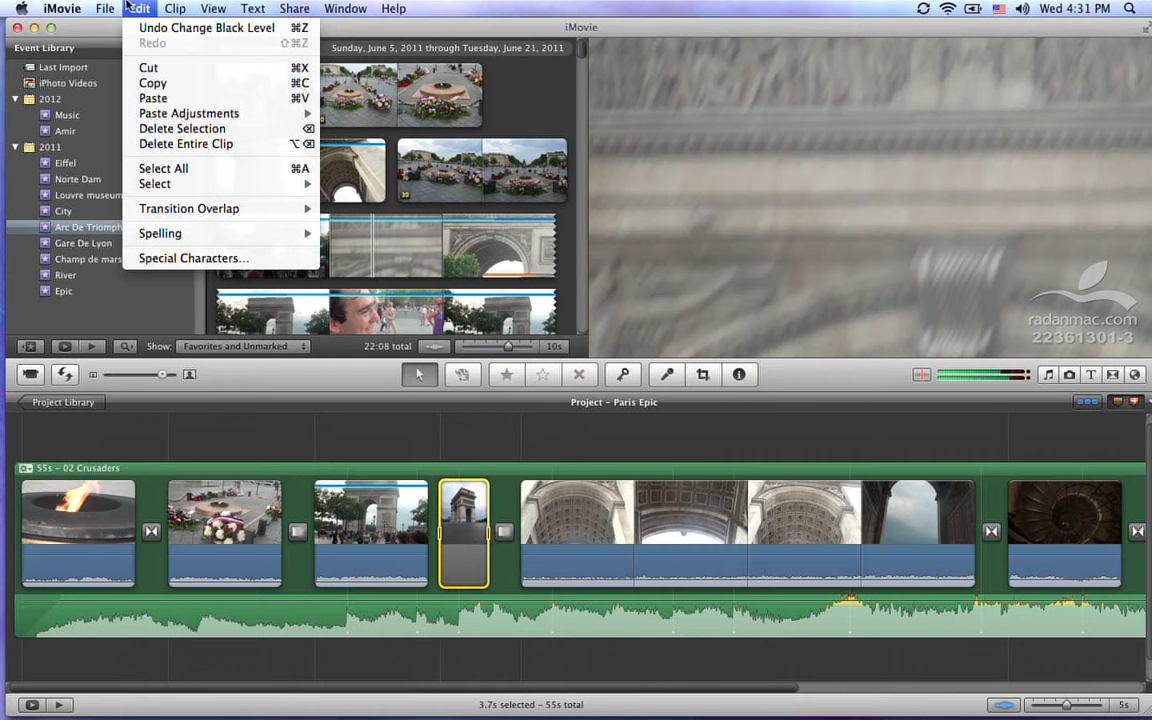 iMovie File Edit Clip View Text Share Window Help Wed 4:31 PM
iMovie
Undo Change Black Level ⌘Z
Redo ⇧⌘Z
Cut ⌘X
Copy ⌘C
Paste ⌘V
Paste Adjustments
Delete Selection ⌫
Delete Entire Clip ⌥⌫
Select All ⌘A
Select
Transition Overlap
Spelling
Special Characters...
Event Library
Last Import
iPhoto Videos
2012
Music
Amir
2011
Eiffel
Norte Dam
Louvre museum
City
Arc De Triomph
Gare De Lyon
Champ de mars
River
Epic
Sunday, June 5, 2011 through Tuesday, June 21, 2011
radanmac.com
22361301-3
Show: Favorites and Unmarked 22:08 total 10s
Project Library
Project - Paris Epic
55s - 02 Crusaders
3.7s selected - 55s total
5s